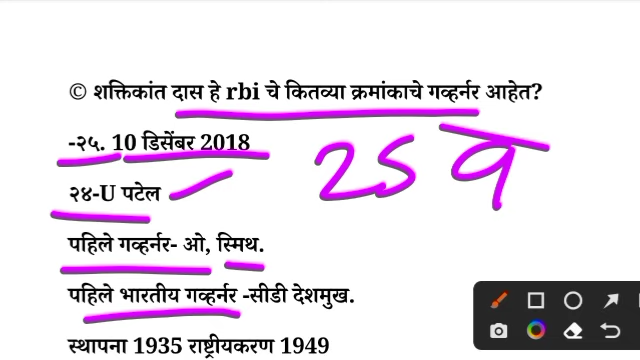 © शक्तिकांत दास हे rbi चे कितव्या क्रमांकाचे गव्हर्नर आहेत?
-२५. 10 डिसेंबर 2018
25 व
२४-U पटेल
पहिले गव्हर्नर- ओ, स्मिथ.
पहिले भारतीय गव्हर्नर -सीडी देशमुख.
स्थापना 1935 राष्ट्रीयकरण 1949